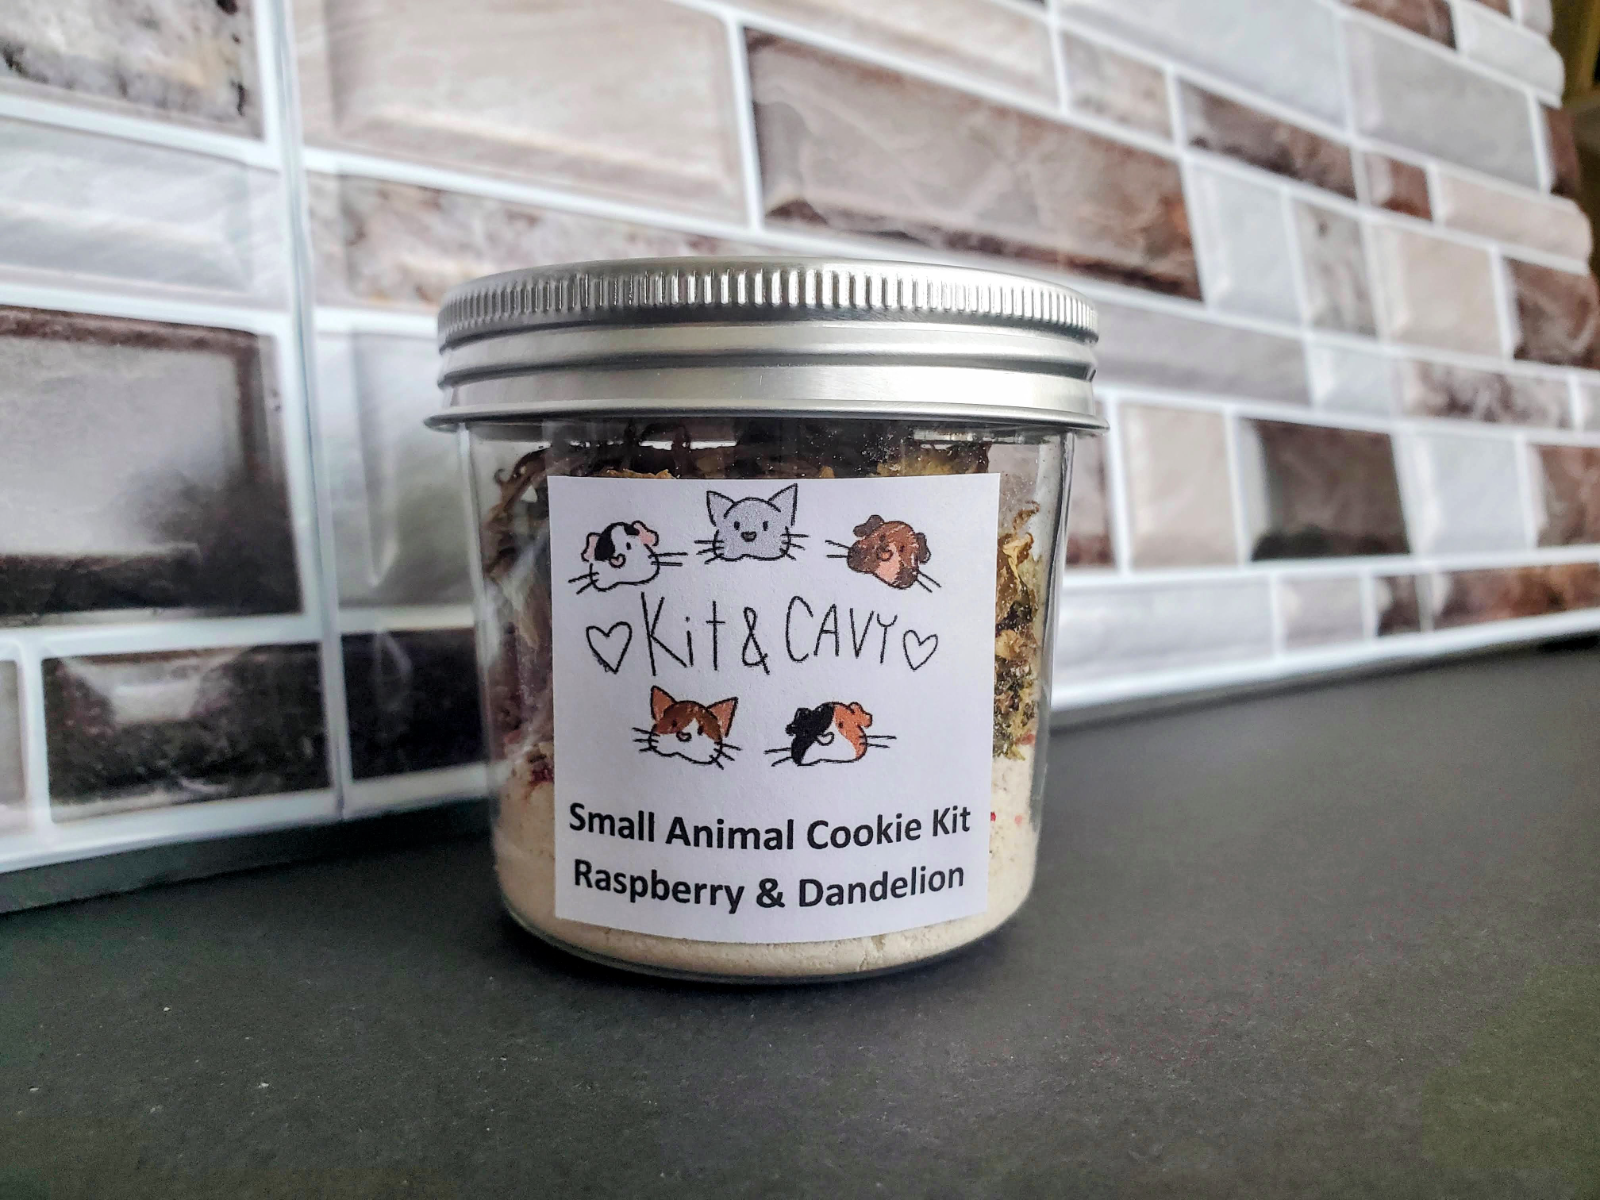 Kit & CAVY
Small Animal Cookie Kit
Raspberry & Dandelion